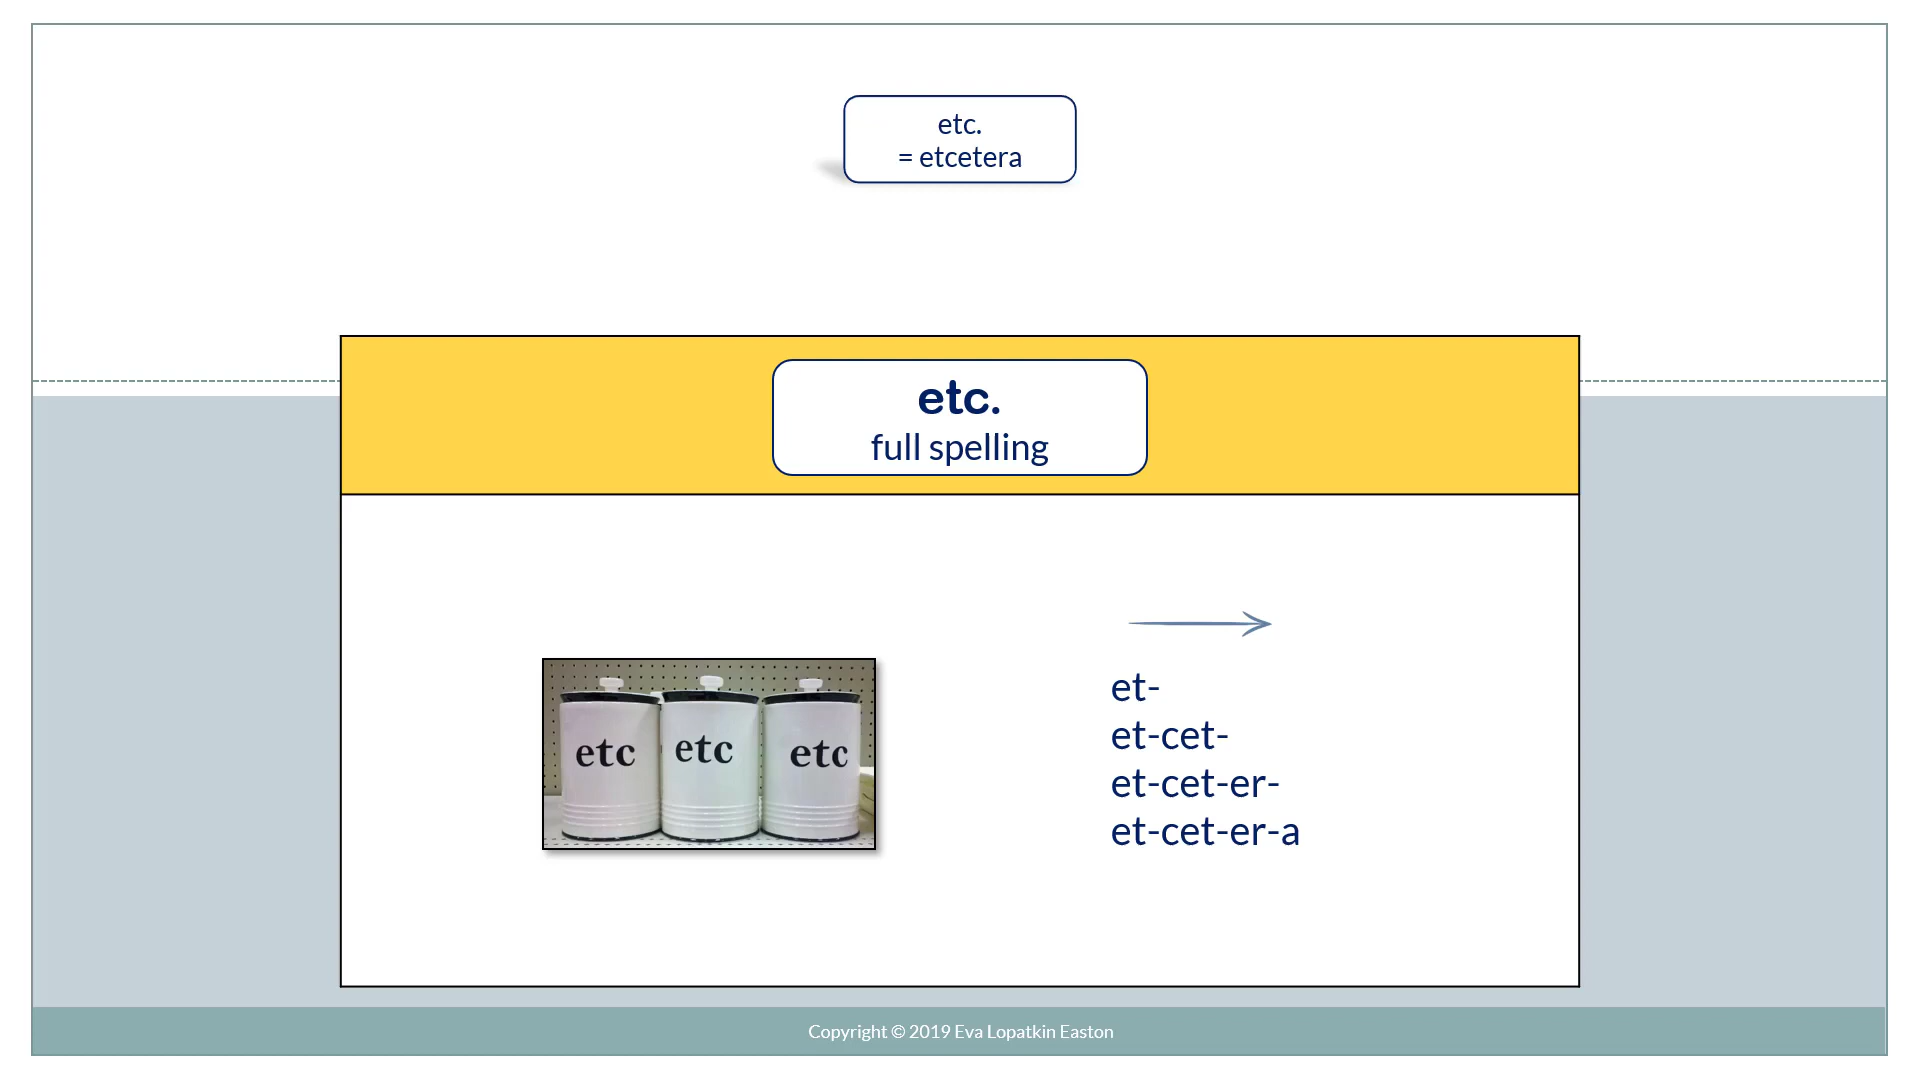 etc.
= etcetera
etc.
full spelling
etc etc etc
et-
et-cet-
et-cet-er-
et-cet-er-a
Copyright © 2019 Eva Lopatkin Easton